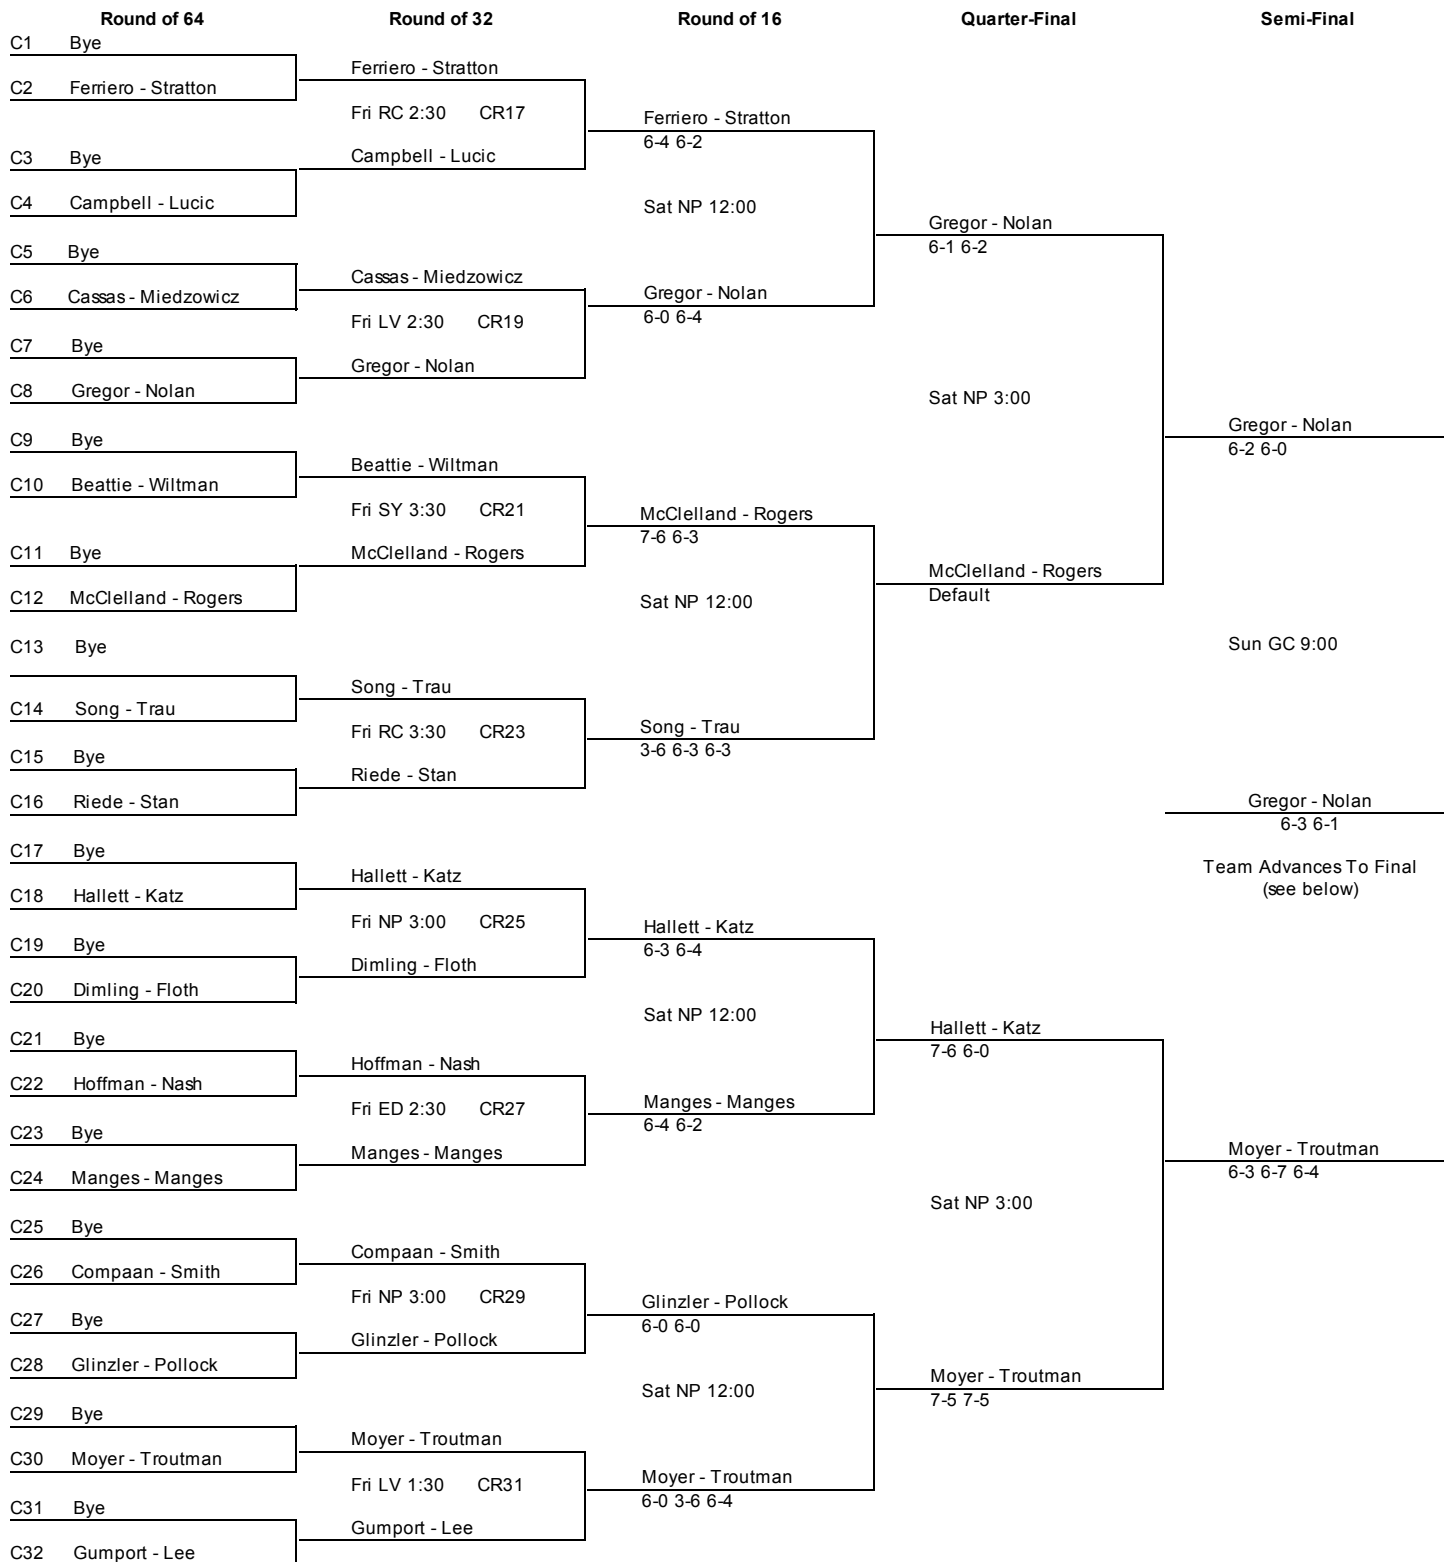 Round of 64 Round of 32 Round of 16 Quarter-Final Semi-Final
C1 Bye
Ferriero - Stratton
C2 Ferriero - Stratton
Fri RC 2:30 CR17
Ferriero - Stratton
6-4 6-2
C3 Bye
Campbell - Lucic
C4 Campbell - Lucic
Sat NP 12:00
Gregor - Nolan
6-1 6-2
C5 Bye
Cassas - Miedzowicz
C6 Cassas - Miedzowicz
Gregor - Nolan
6-0 6-4
Fri LV 2:30 CR19
C7 Bye
Gregor - Nolan
C8 Gregor - Nolan
Sat NP 3:00
Gregor - Nolan
6-2 6-0
C9 Bye
Beattie - Wiltman
C10 Beattie - Wiltman
Fri SY 3:30 CR21
McClelland - Rogers
7-6 6-3
C11 Bye
McClelland - Rogers
McClelland - Rogers
Default
C12 McClelland - Rogers
Sat NP 12:00
C13 Bye
Sun GC 9:00
Song - Trau
C14 Song - Trau
Fri RC 3:30 CR23
Song - Trau
3-6 6-3 6-3
C15 Bye
Riede - Stan
C16 Riede - Stan
Gregor - Nolan
6-3 6-1
Team Advances To Final
(see below)
C17 Bye
Hallett - Katz
C18 Hallett - Katz
Fri NP 3:00 CR25
Hallett - Katz
6-3 6-4
C19 Bye
Dimling - Floth
C20 Dimling - Floth
Sat NP 12:00
Hallett - Katz
7-6 6-0
C21 Bye
Hoffman - Nash
C22 Hoffman - Nash
Fri ED 2:30 CR27
Manges - Manges
6-4 6-2
C23 Bye
Manges - Manges
C24 Manges - Manges
Moyer - Troutman
6-3 6-7 6-4
Sat NP 3:00
C25 Bye
Compaan - Smith
C26 Compaan - Smith
Fri NP 3:00 CR29
Glinzler - Pollock
6-0 6-0
C27 Bye
Glinzler - Pollock
C28 Glinzler - Pollock
Sat NP 12:00
Moyer - Troutman
7-5 7-5
C29 Bye
Moyer - Troutman
C30 Moyer - Troutman
Fri LV 1:30 CR31
Moyer - Troutman
6-0 3-6 6-4
C31 Bye
Gumport - Lee
C32 Gumport - Lee